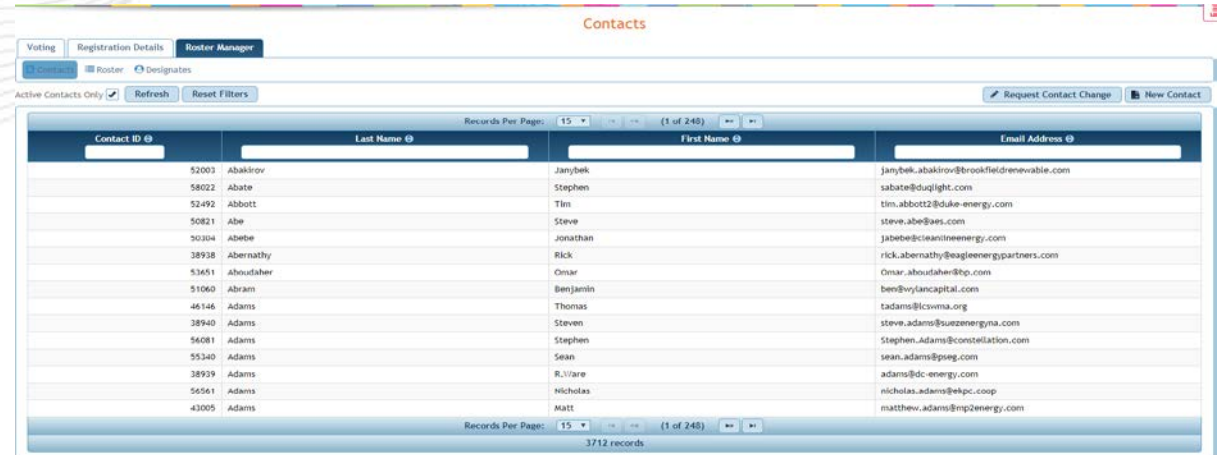 Contacts
Voting Registration Details Roster Manager
Contacts Roster Designates
Active Contacts Only Refresh Reset Filters Request Contact Change New Contact
Records Per Page: 15 (1 of 248)
Contact ID Last Name First Name Email Address
52003 Abakirov Janybek janybek.abakirov@brookfieldrenewable.com
58022 Abate Stephen sabate@duqlight.com
52492 Abbott Tim tim.abbott2@duke-energy.com
50821 Abe Steve steve.abe@aes.com
50304 Abebe Jonathan jabebe@cleanlineenergy.com
38938 Abernathy Rick rick.abernathy@eagleenergypartners.com
53651 Aboudaher Omar Omar.aboudaher@bp.com
51060 Abram Benjamin ben@wylancapital.com
46146 Adams Thomas tadams@lcswma.org
38940 Adams Steven steve.adams@suezenergyna.com
56081 Adams Stephen Stephen.Adams@constellation.com
55340 Adams Sean sean.adams@pseg.com
38939 Adams R.Ware adams@dc-energy.com
56561 Adams Nicholas nicholas.adams@ekpc.coop
43005 Adams Matt matthew.adams@mp2energy.com
Records Per Page: 15 (1 of 248)
3712 records